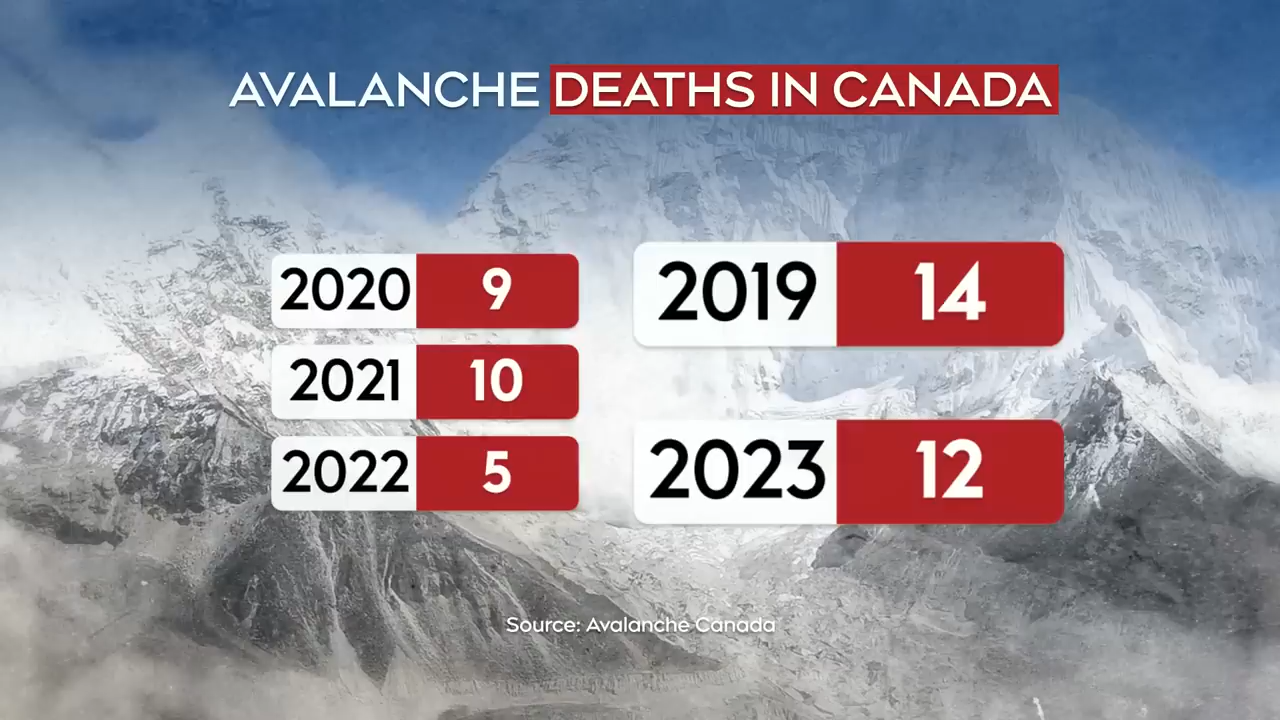 AVALANCHE DEATHS IN CANADA
2020 9
2021 10
2022 5
2019 14
2023 12
Source: Avalanche Canada